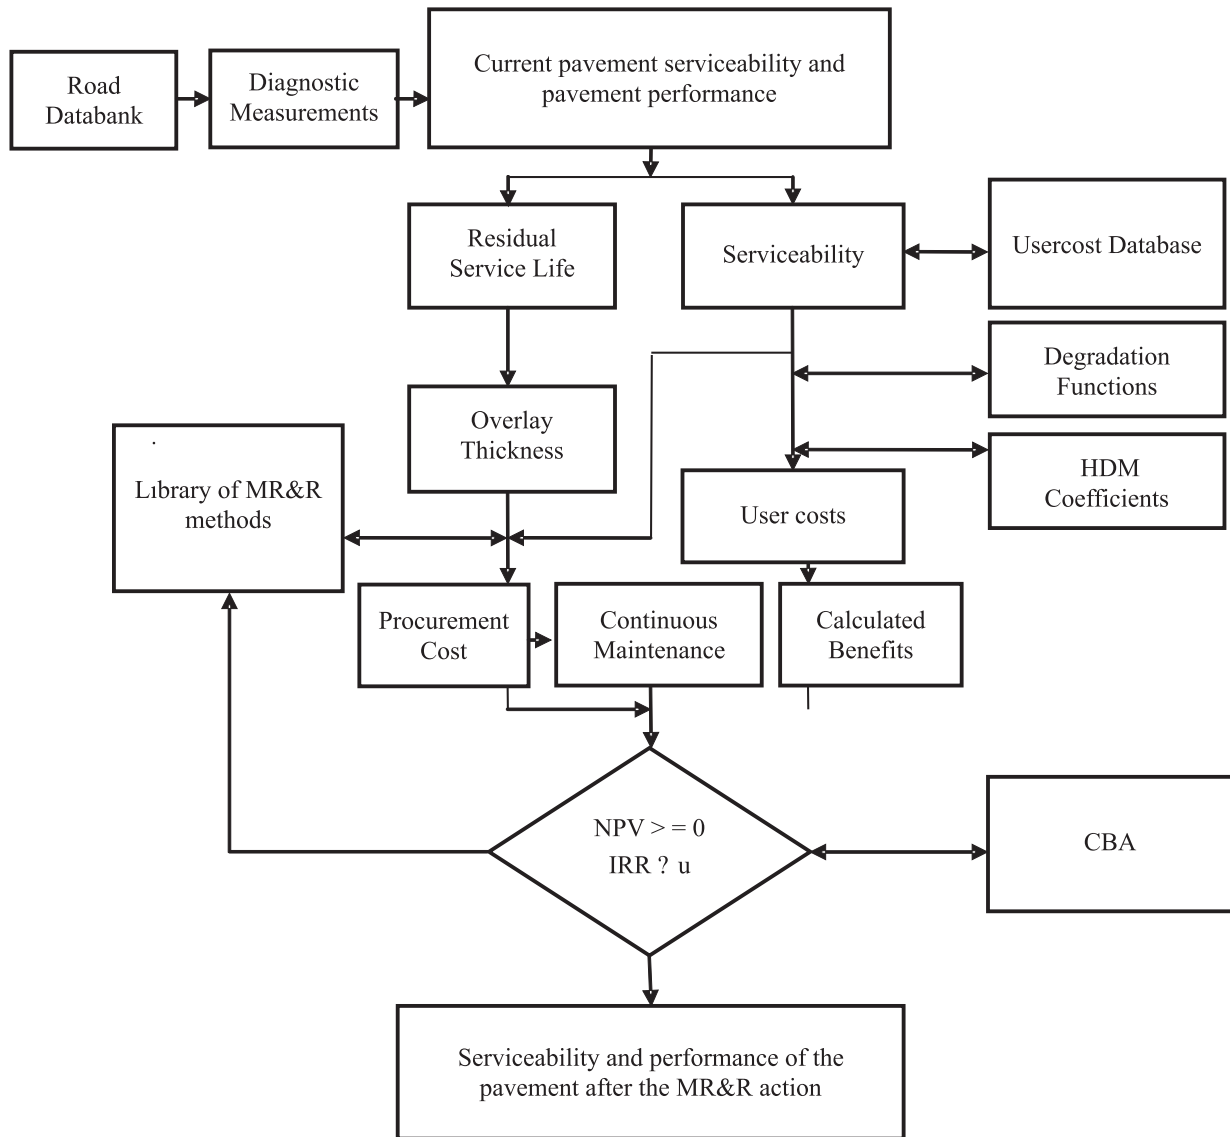 Road
Databank
Diagnostic
Measurements
Current pavement serviceability and
pavement performance
Residual
Service Life
Serviceability
Usercost Database
Degradation
Functions
Overlay
Thickness
Library of MR&R
methods
HDM
Coefficients
User costs
Procurement
Cost
Continuous
Maintenance
Calculated
Benefits
NPV > = 0
IRR ? u
CBA
Serviceability and performance of the
pavement after the MR&R action